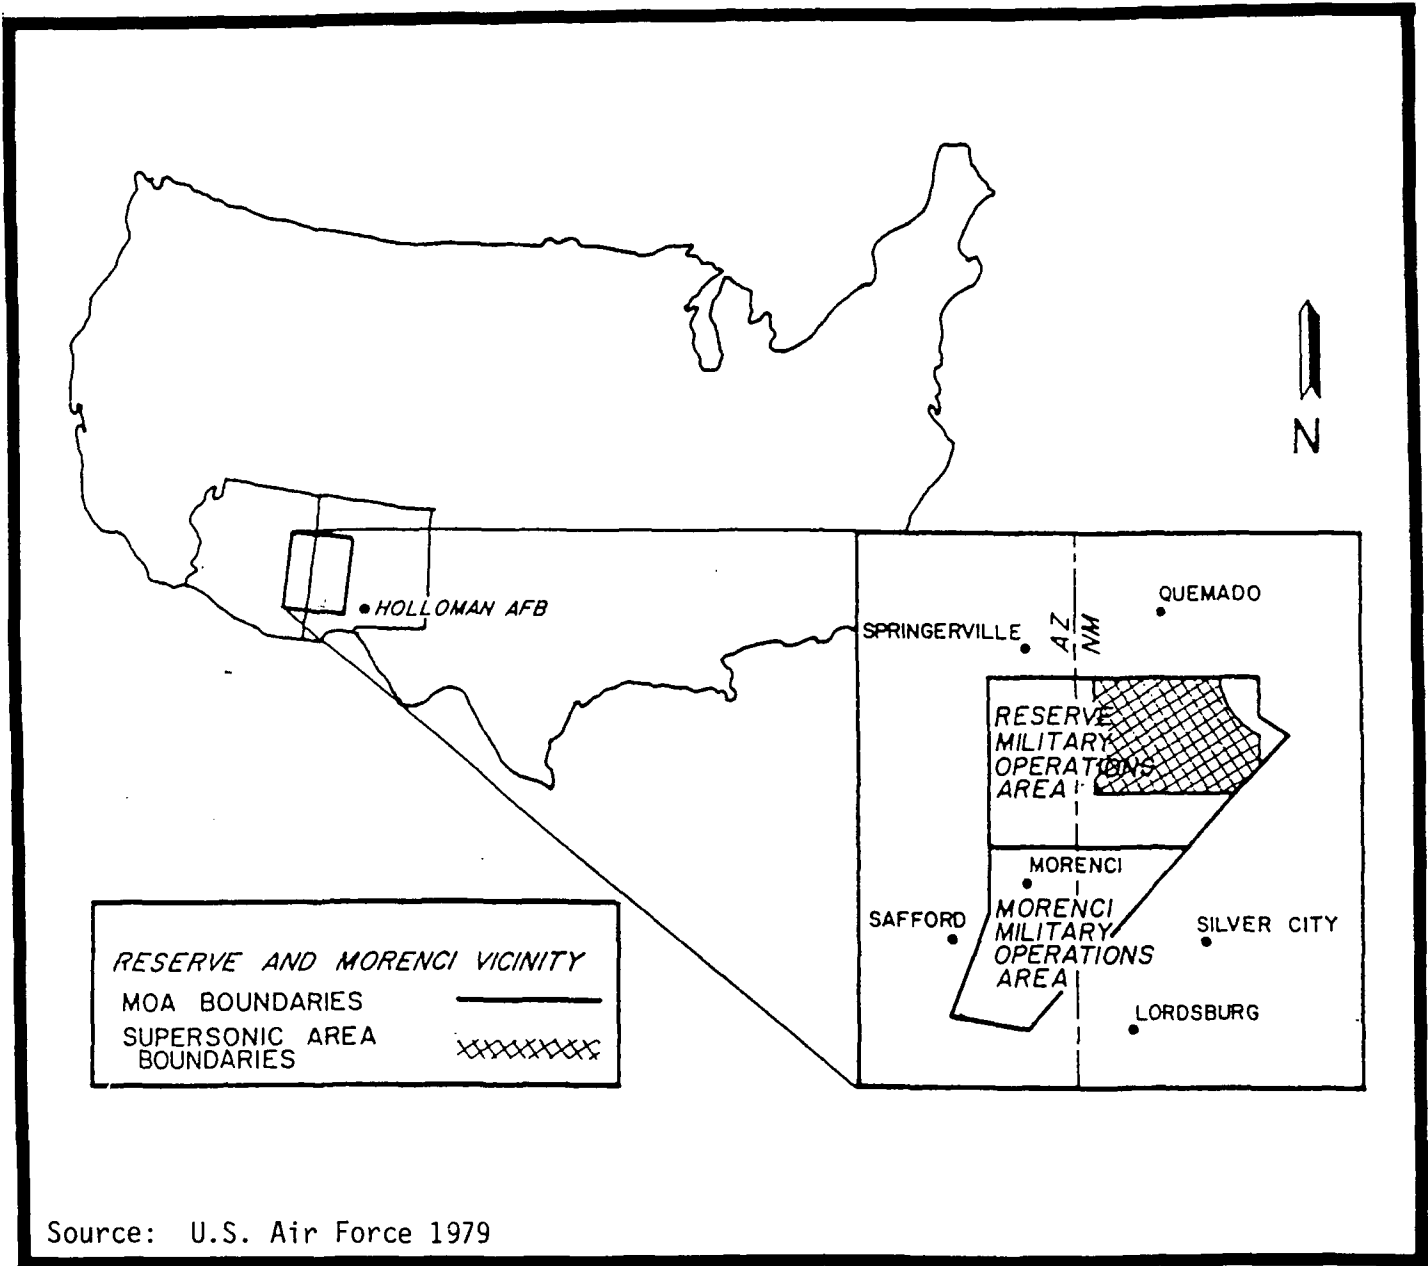 N
HOLLOMAN AFB
QUEMADO
SPRINGERVILLE
AZ
NM
RESERVE
MILITARY
OPERATIONS
AREA
MORENCI
SAFFORD
MORENCI
MILITARY
OPERATIONS
AREA
SILVER CITY
LORDSBURG
RESERVE AND MORENCI VICINITY
MOA BOUNDARIES
SUPERSONIC AREA
BOUNDARIES
Source: U.S. Air Force 1979